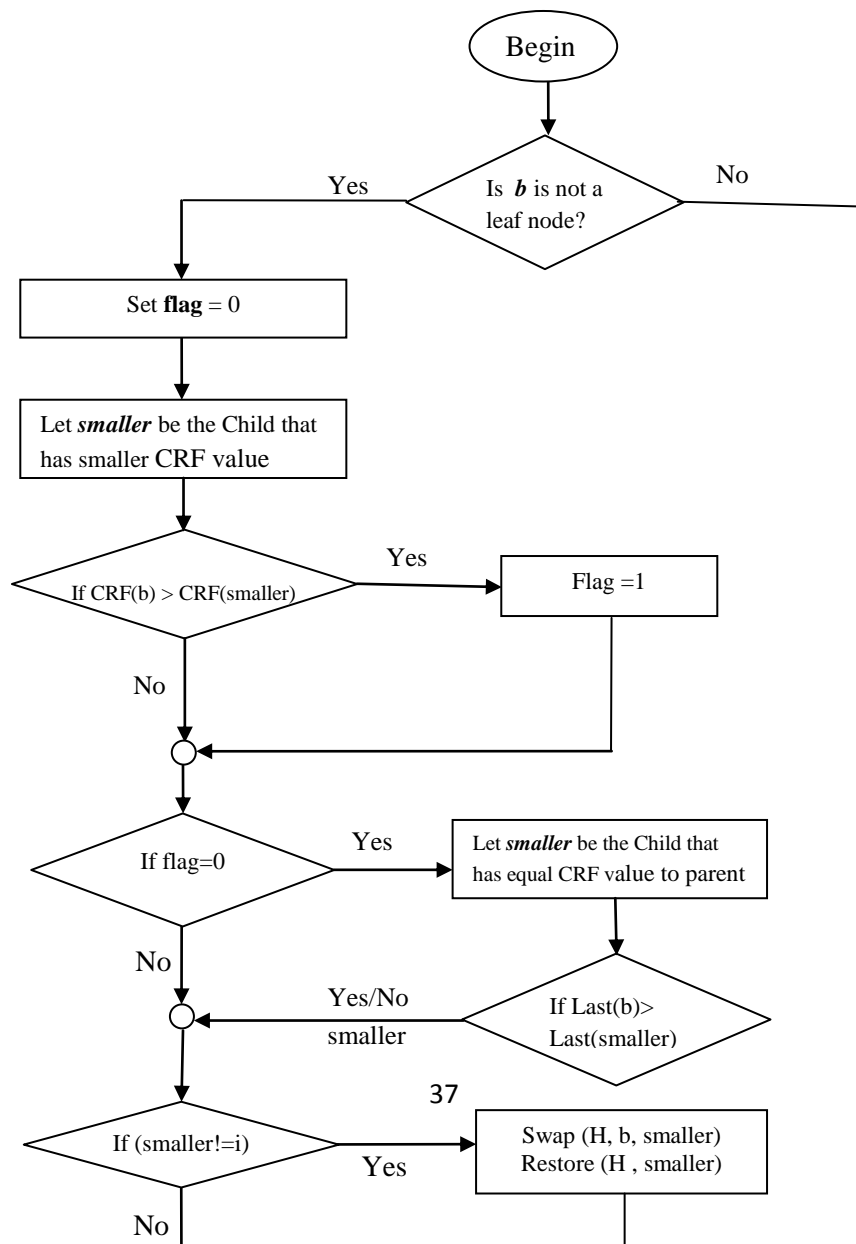 Begin
Is b is not a
leaf node?
Yes
No
Set flag = 0
Let smaller be the Child that
has smaller CRF value
If CRF(b) > CRF(smaller)
Yes
Flag =1
No
If flag=0
Yes
Let smaller be the Child that
has equal CRF value to parent
No
Yes/No
smaller
If Last(b)>
Last(smaller)
37
If (smaller!=i)
Yes
Swap (H, b, smaller)
Restore (H , smaller)
No